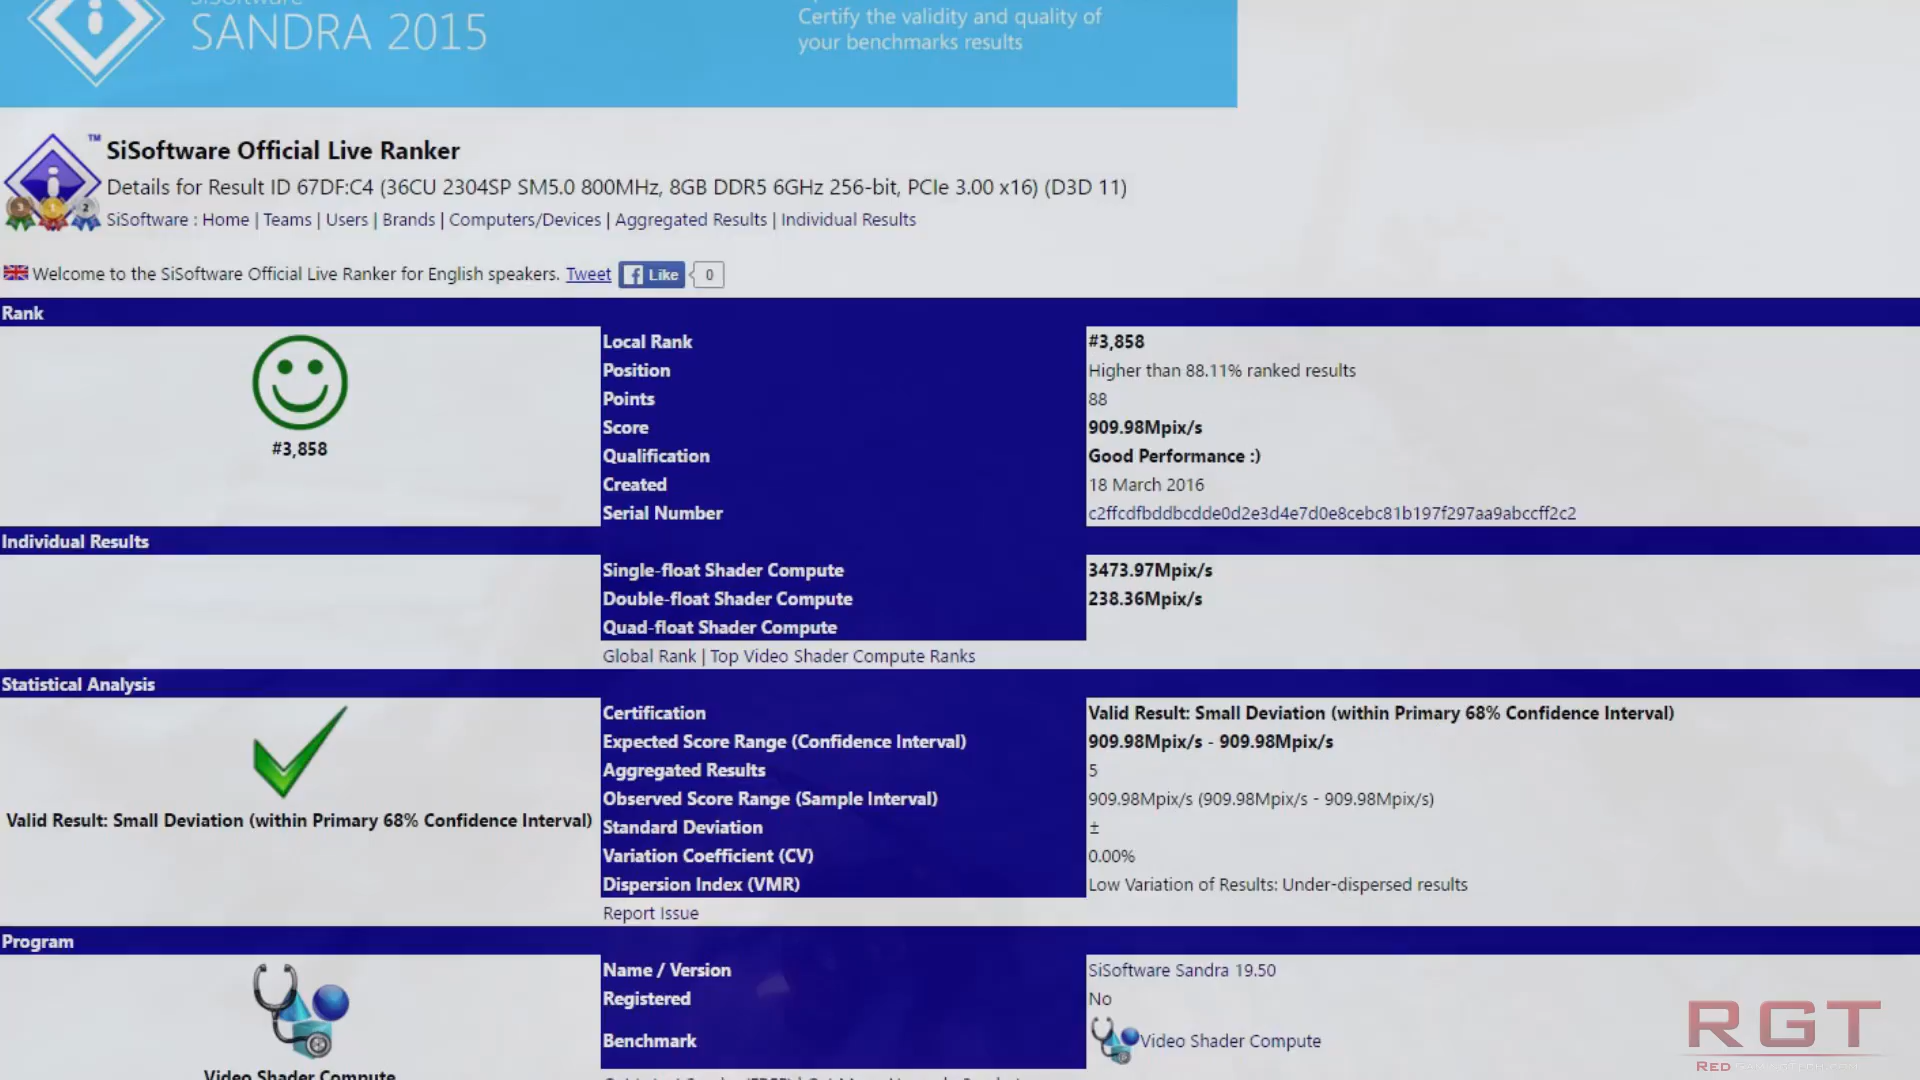 SANDRA 2015
Certify the validity and quality of
your benchmarks results
™
SiSoftware Official Live Ranker
Details for Result ID 67DF:C4 (36CU 2304SP SM5.0 800MHz, 8GB DDR5 6GHz 256-bit, PCIe 3.00 x16) (D3D 11)
3 1 2
SiSoftware : Home | Teams | Users | Brands | Computers/Devices | Aggregated Results | Individual Results
Welcome to the SiSoftware Official Live Ranker for English speakers. Tweet Like 0
Rank
Local Rank #3,858
Position Higher than 88.11% ranked results
Points 88
Score 909.98Mpix/s
#3,858
Qualification Good Performance :)
Created 18 March 2016
Serial Number c2ffcdfbddbcdde0d2e3d4e7d0e8cebc81b197f297aa9abccff2c2
Individual Results
Single-float Shader Compute 3473.97Mpix/s
Double-float Shader Compute 238.36Mpix/s
Quad-float Shader Compute
Global Rank | Top Video Shader Compute Ranks
Statistical Analysis
Certification Valid Result: Small Deviation (within Primary 68% Confidence Interval)
Expected Score Range (Confidence Interval) 909.98Mpix/s - 909.98Mpix/s
Aggregated Results 5
Observed Score Range (Sample Interval) 909.98Mpix/s (909.98Mpix/s - 909.98Mpix/s)
Valid Result: Small Deviation (within Primary 68% Confidence Interval)
Standard Deviation ±
Variation Coefficient (CV) 0.00%
Dispersion Index (VMR) Low Variation of Results: Under-dispersed results
Report Issue
Program
Name / Version SiSoftware Sandra 19.50
Registered No
Benchmark Video Shader Compute
Video Shader Compute
RGT